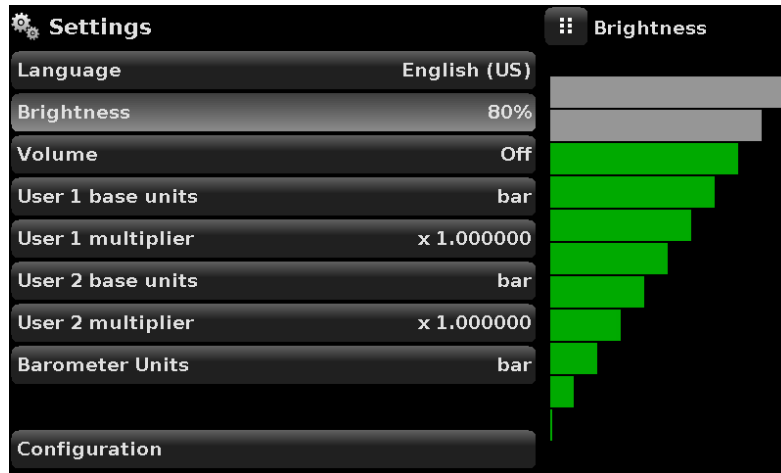 Settings
Brightness
Language English (US)
Brightness 80%
Volume Off
User 1 base units bar
User 1 multiplier x 1.000000
User 2 base units bar
User 2 multiplier x 1.000000
Barometer Units bar
Configuration